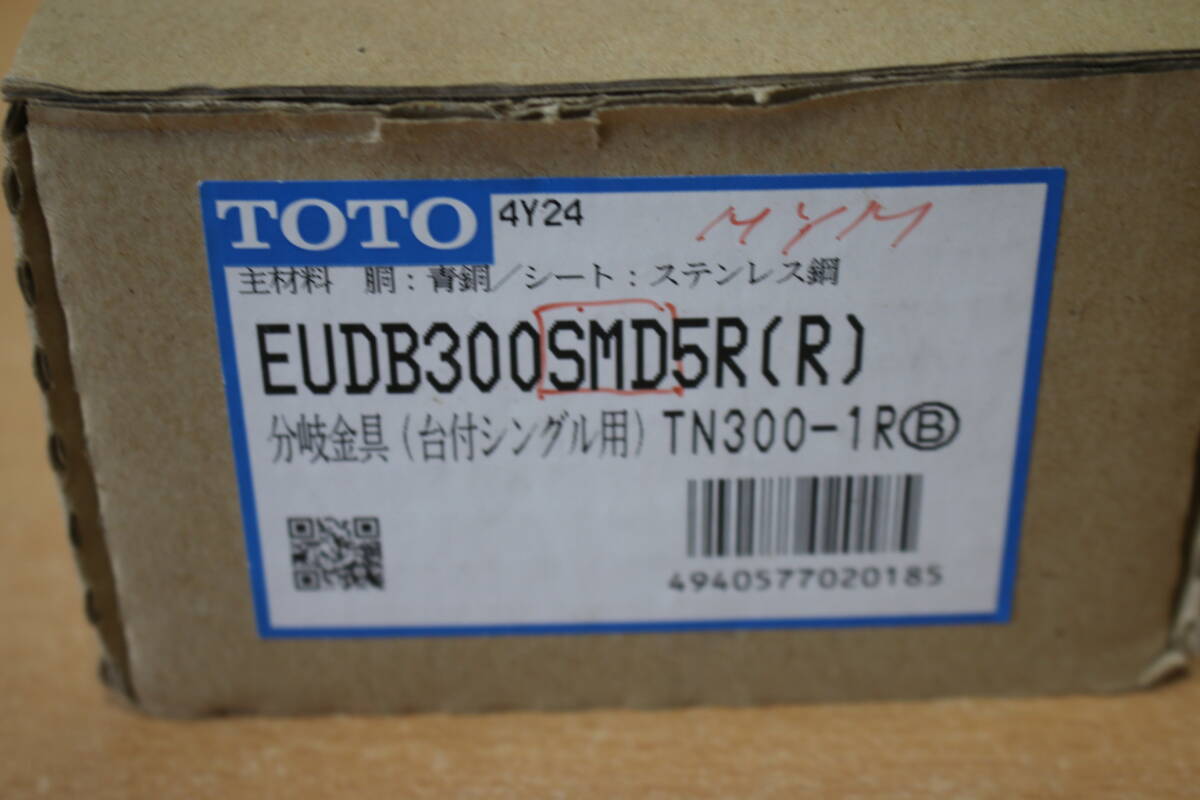 TOTO 4Y24 MYM
主材料 胴:青銅/シート:ステンレス鋼
EUDB300SMD5R(R)
分岐金具(台付シングル用) TN300-1RⒷ
4940577020185